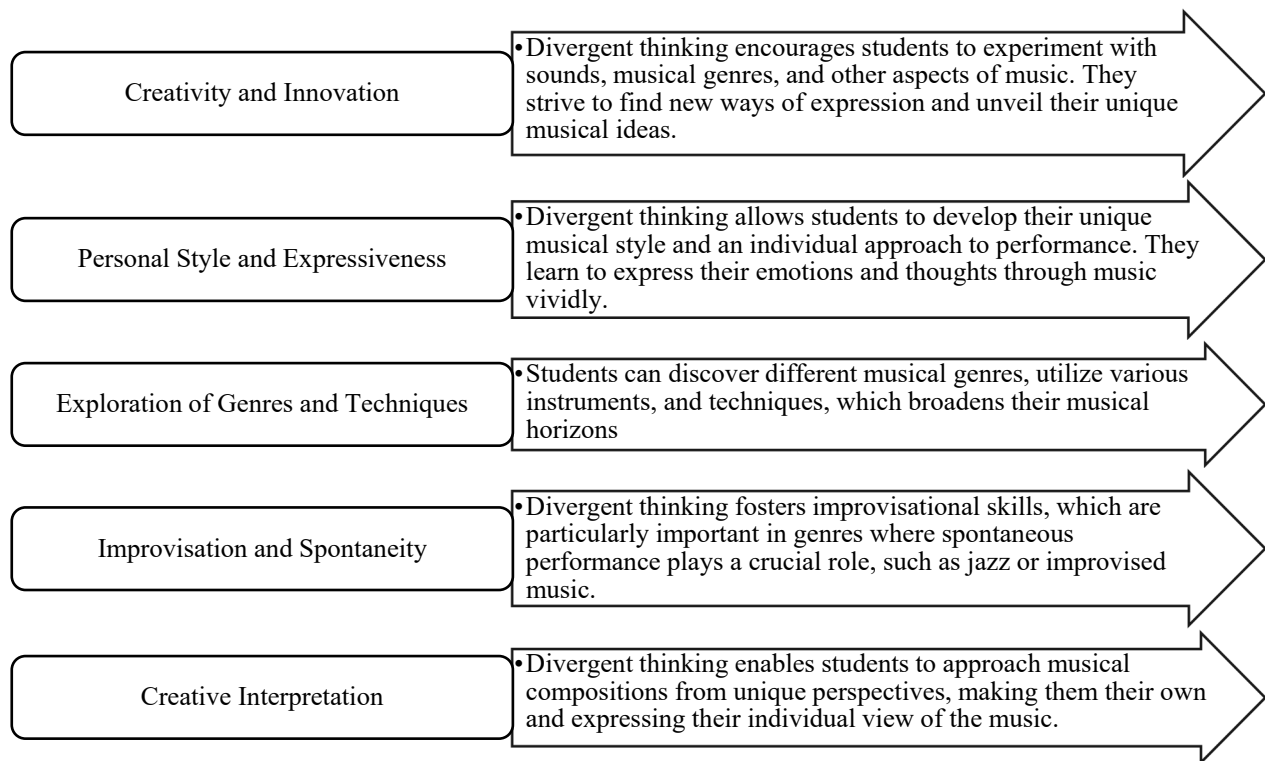 Creativity and Innovation
•Divergent thinking encourages students to experiment with
sounds, musical genres, and other aspects of music. They
strive to find new ways of expression and unveil their unique
musical ideas.
Personal Style and Expressiveness
•Divergent thinking allows students to develop their unique
musical style and an individual approach to performance. They
learn to express their emotions and thoughts through music
vividly.
Exploration of Genres and Techniques
•Students can discover different musical genres, utilize various
instruments, and techniques, which broadens their musical
horizons
Improvisation and Spontaneity
•Divergent thinking fosters improvisational skills, which are
particularly important in genres where spontaneous
performance plays a crucial role, such as jazz or improvised
music.
Creative Interpretation
•Divergent thinking enables students to approach musical
compositions from unique perspectives, making them their own
and expressing their individual view of the music.